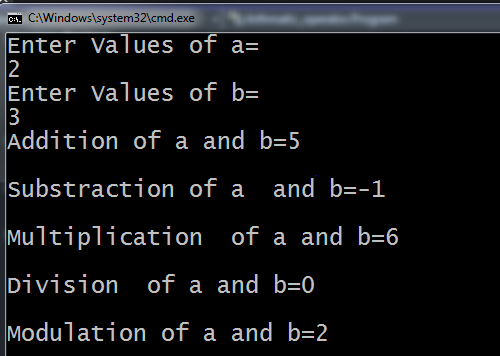 C:\Windows\system32\cmd.exe
Enter Values of a=
2
Enter Values of b=
3
Addition of a and b=5
Substraction of a  and b=-1
Multiplication  of a and b=6
Division  of a and b=0
Modulation of a and b=2